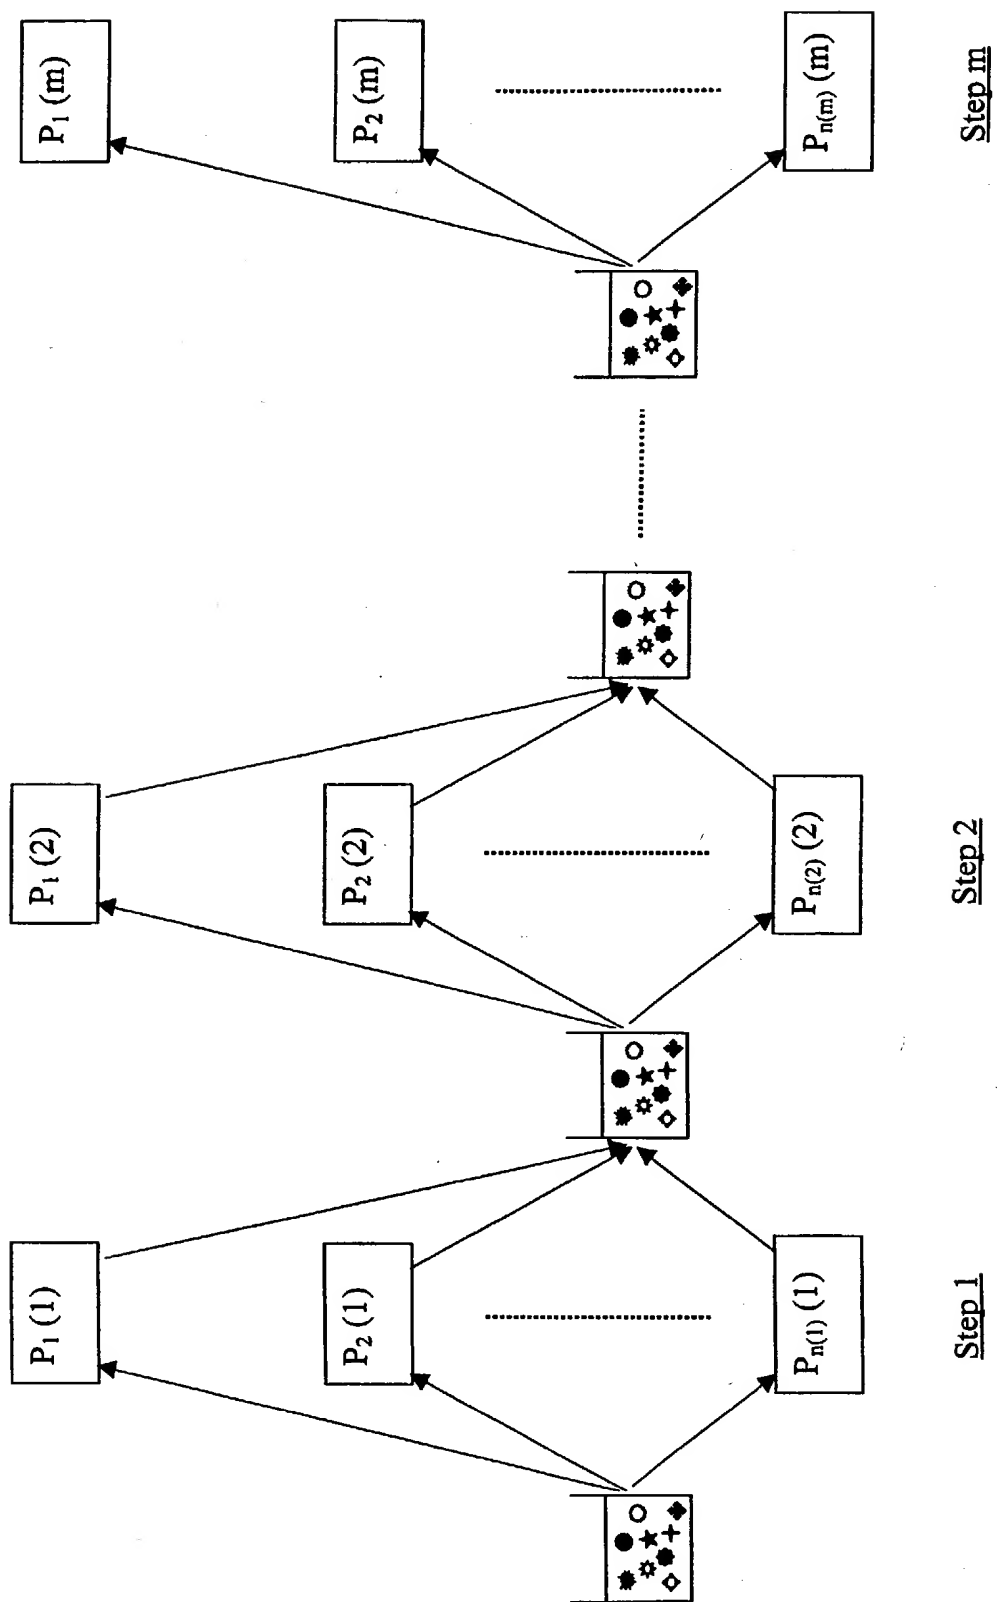 P₁ (1)
P₂ (1)
Pₙ₍₁₎ (1)
Step 1
P₁ (2)
P₂ (2)
Pₙ₍₂₎ (2)
Step 2
P₁ (m)
P₂ (m)
Pₙ₍ₘ₎ (m)
Step m